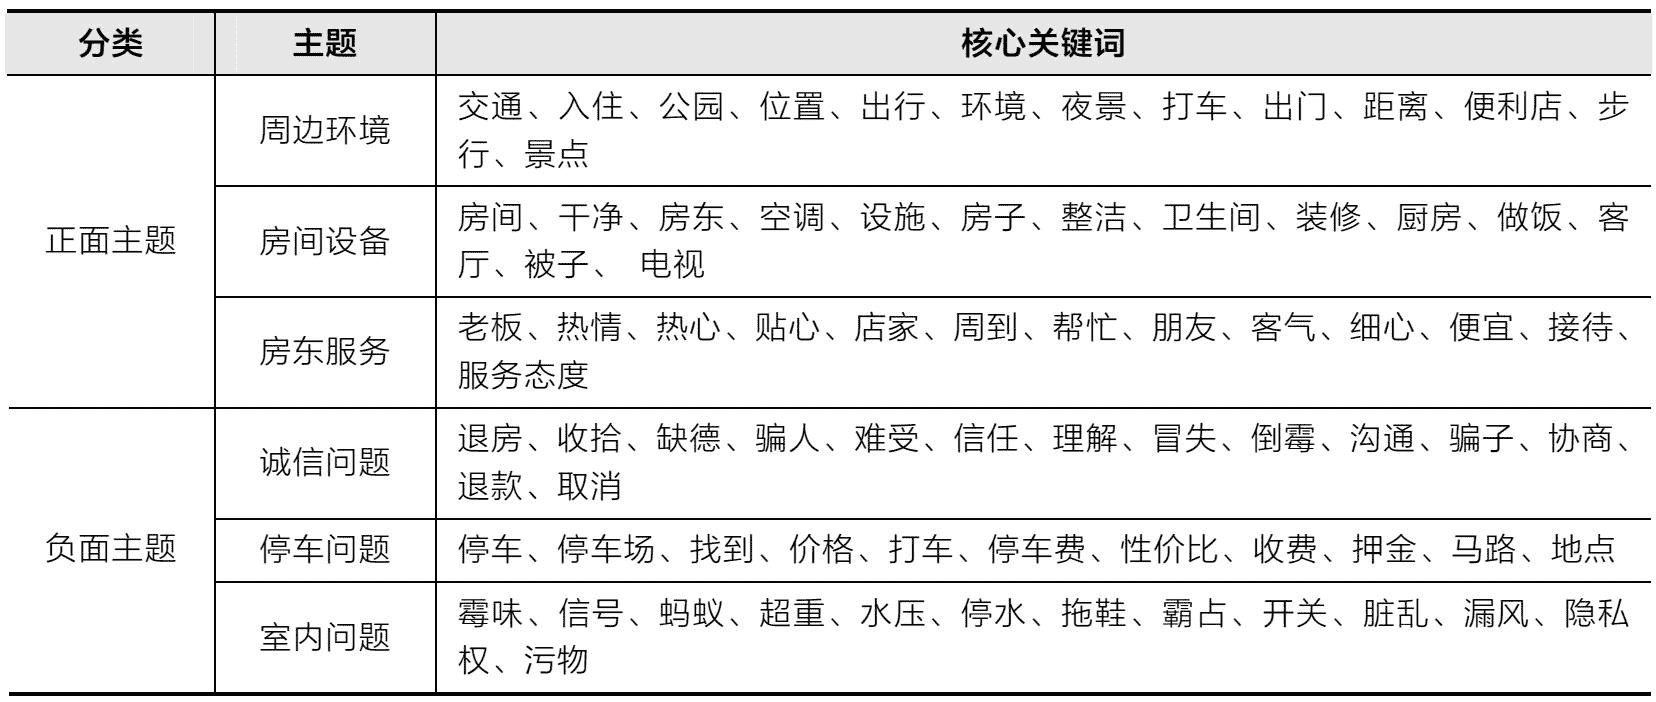 分类 主题 核心关键词
正面主题
周边环境
交通、入住、公园、位置、出行、环境、夜景、打车、出门、距离、便利店、步
行、景点
房间设备
房间、干净、房东、空调、设施、房子、整洁、卫生间、装修、厨房、做饭、客
厅、被子、 电视
房东服务
老板、热情、热心、贴心、店家、周到、帮忙、朋友、客气、细心、便宜、接待、
服务态度
负面主题
诚信问题
退房、收拾、缺德、骗人、难受、信任、理解、冒失、倒霉、沟通、骗子、协商、
退款、取消
停车问题
停车、停车场、找到、价格、打车、停车费、性价比、收费、押金、马路、地点
室内问题
霉味、信号、蚂蚁、超重、水压、停水、拖鞋、霸占、开关、脏乱、漏风、隐私
权、污物